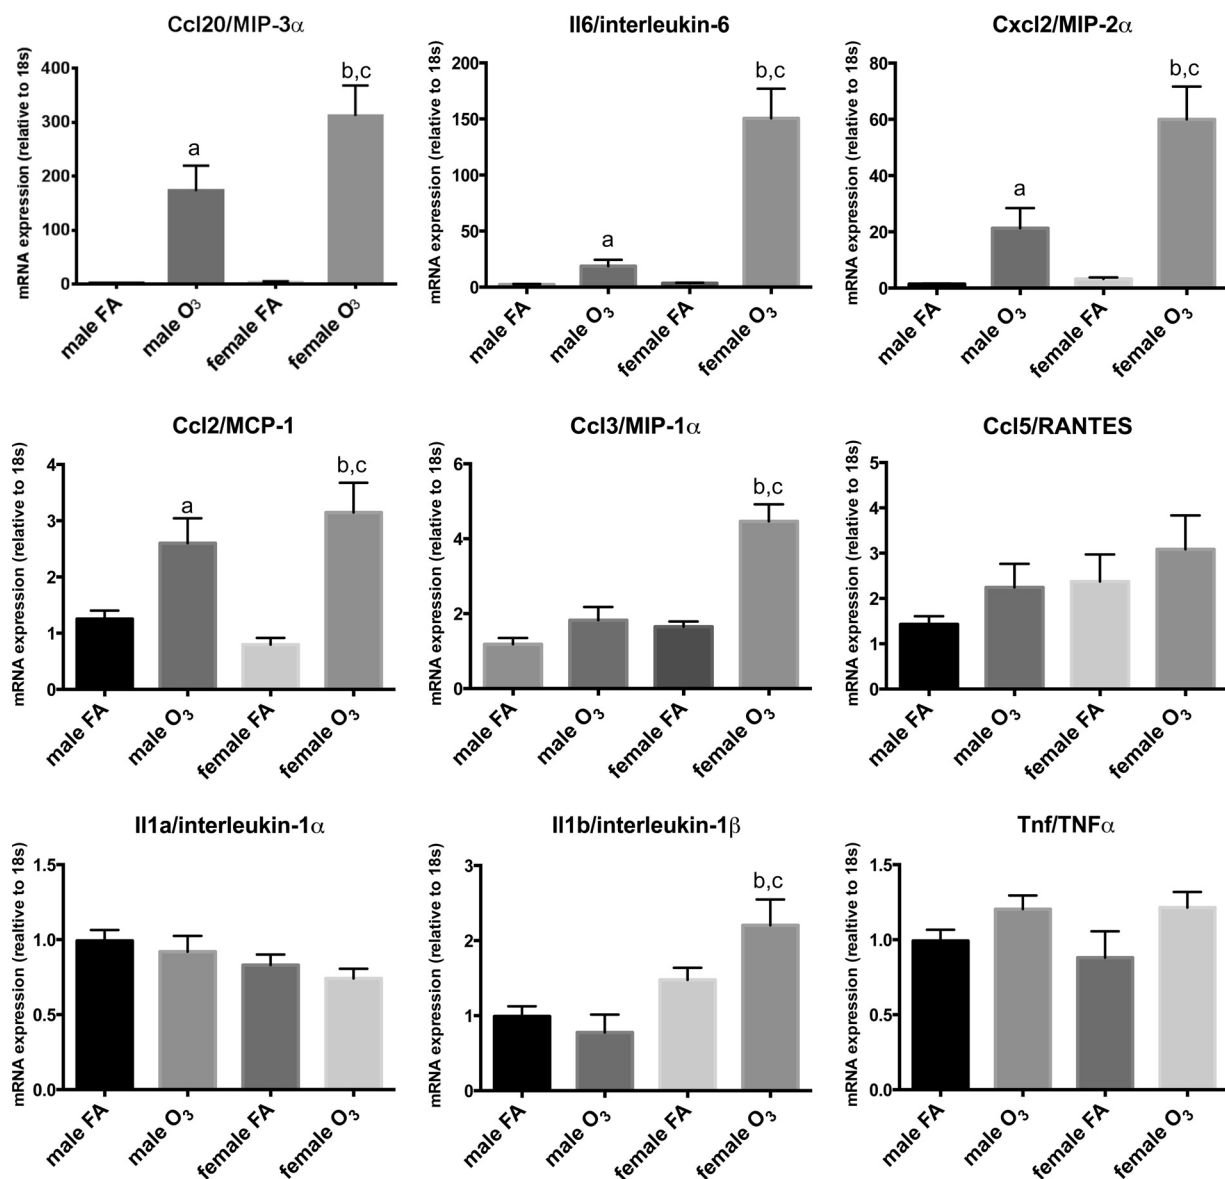 Ccl20/MIP-3α
mRNA expression (relative to 18s)
400
300
200
100
0
a
b,c
male FA
male O₃
female FA
female O₃
Il6/interleukin-6
mRNA expression (relative to 18s)
200
150
100
50
0
a
b,c
male FA
male O₃
female FA
female O₃
Cxcl2/MIP-2α
mRNA expression (relative to 18s)
80
60
40
20
0
a
b,c
male FA
male O₃
female FA
female O₃
Ccl2/MCP-1
mRNA expression (relative to 18s)
4
3
2
1
0
a
b,c
male FA
male O₃
female FA
female O₃
Ccl3/MIP-1α
mRNA expression (relative to 18s)
6
4
2
0
b,c
male FA
male O₃
female FA
female O₃
Ccl5/RANTES
mRNA expression (relative to 18s)
5
4
3
2
1
0
male FA
male O₃
female FA
female O₃
Il1a/interleukin-1α
mRNA expression (realtive to 18s)
1.5
1.0
0.5
0.0
male FA
male O₃
female FA
female O₃
Il1b/interleukin-1β
mRNA expression (relative to 18s)
3
2
1
0
b,c
male FA
male O₃
female FA
female O₃
Tnf/TNFα
mRNA expression (relative to 18s)
1.5
1.0
0.5
0.0
male FA
male O₃
female FA
female O₃